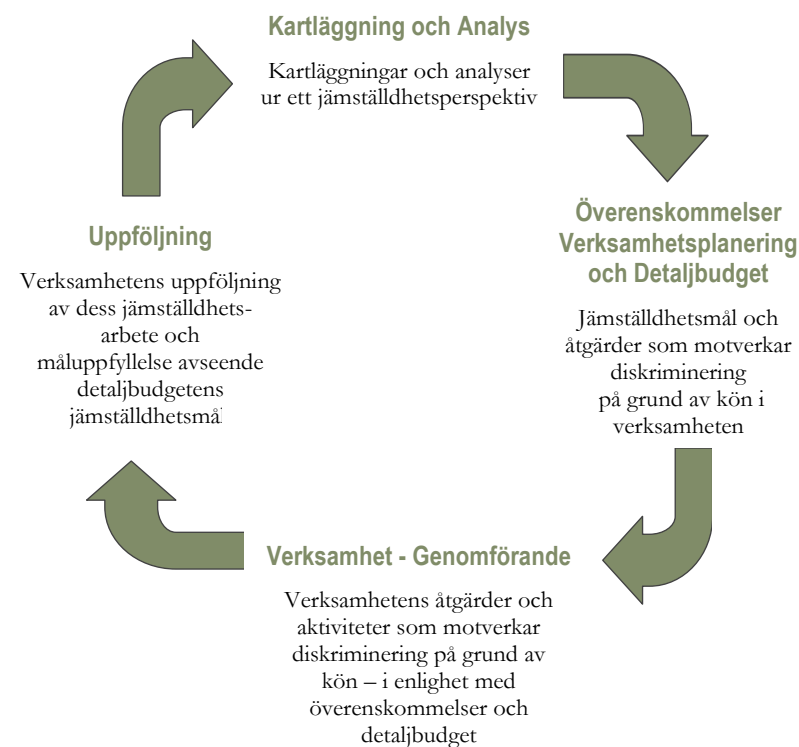 Kartläggning och Analys
Kartläggningar och analyser
ur ett jämställdhetsperspektiv
Överenskommelser
Verksamhetsplanering
och Detaljbudget
Jämställdhetsmål och
åtgärder som motverkar
diskriminering
på grund av kön i
verksamheten
Verksamhet - Genomförande
Verksamhetens åtgärder och
aktiviteter som motverkar
diskriminering på grund av
kön – i enlighet med
överenskommelser och
detaljbudget
Uppföljning
Verksamhetens uppföljning
av dess jämställdhets-
arbete och
måluppfyllelse avseende
detaljbudgetens
jämställdhetsmål